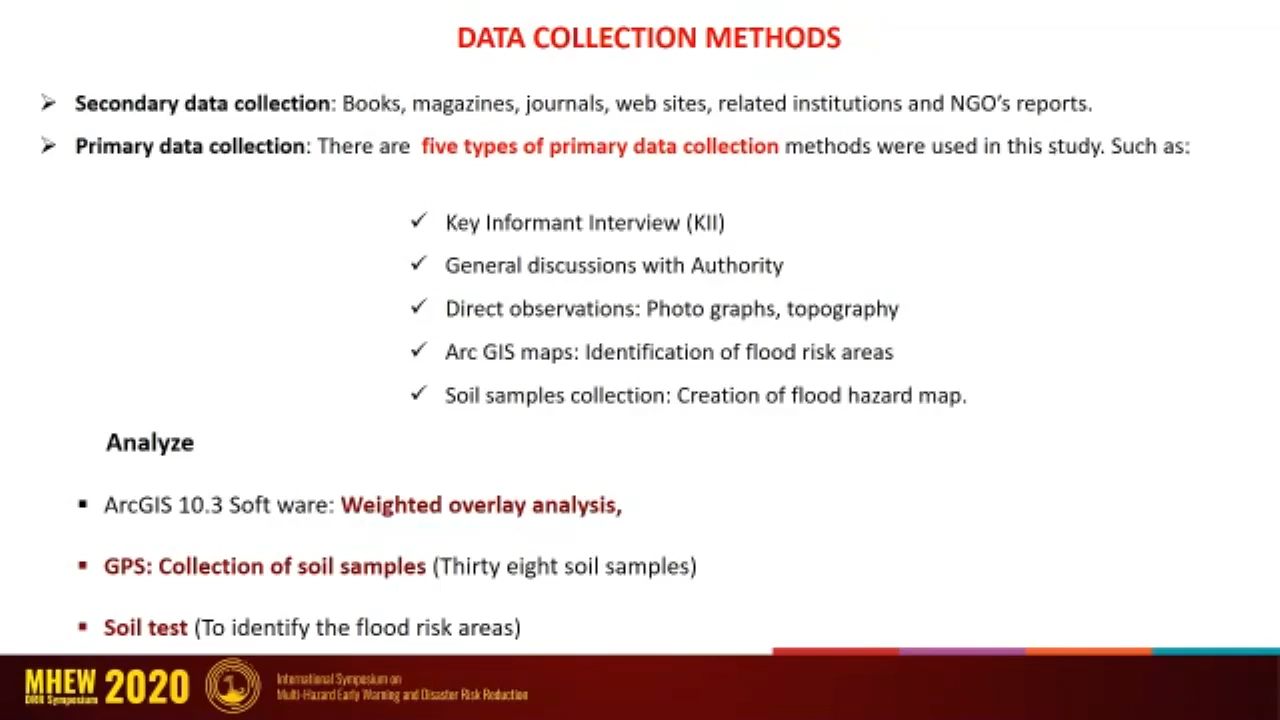 DATA COLLECTION METHODS
➢ Secondary data collection: Books, magazines, journals, web sites, related institutions and NGO's reports.
➢ Primary data collection: There are five types of primary data collection methods were used in this study. Such as:
✓ Key Informant Interview (KII)
✓ General discussions with Authority
✓ Direct observations: Photo graphs, topography
✓ Arc GIS maps: Identification of flood risk areas
✓ Soil samples collection: Creation of flood hazard map.
Analyze
▪ ArcGIS 10.3 Soft ware: Weighted overlay analysis,
▪ GPS: Collection of soil samples (Thirty eight soil samples)
▪ Soil test (To identify the flood risk areas)
MHEW 2020
DRR Symposium
International Symposium on
Multi-Hazard Early Warning and Disaster Risk Reduction